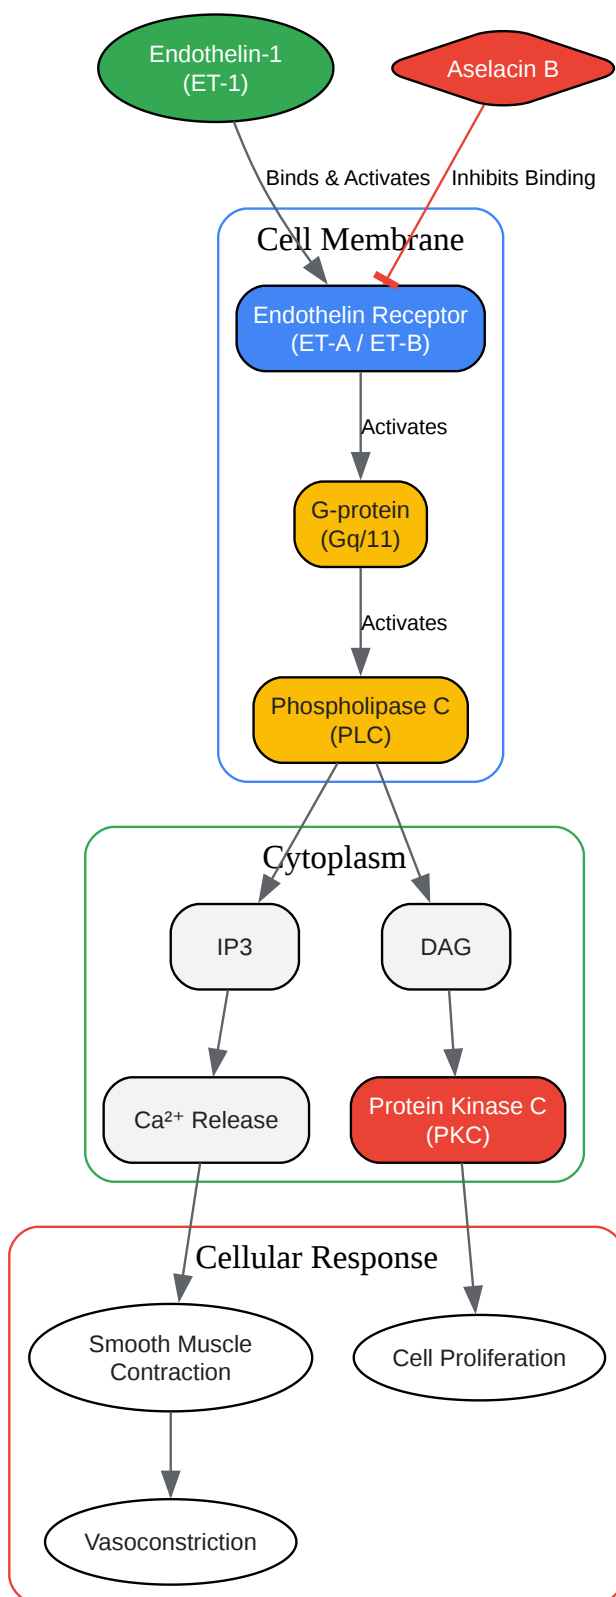 Endothelin-1
(ET-1)
Aselacin B
Binds & Activates
Inhibits Binding
Cell Membrane
Endothelin Receptor
(ET-A / ET-B)
Activates
G-protein
(Gq/11)
Activates
Phospholipase C
(PLC)
Cytoplasm
IP3
DAG
Ca²⁺ Release
Protein Kinase C
(PKC)
Cellular Response
Smooth Muscle
Contraction
Cell Proliferation
Vasoconstriction